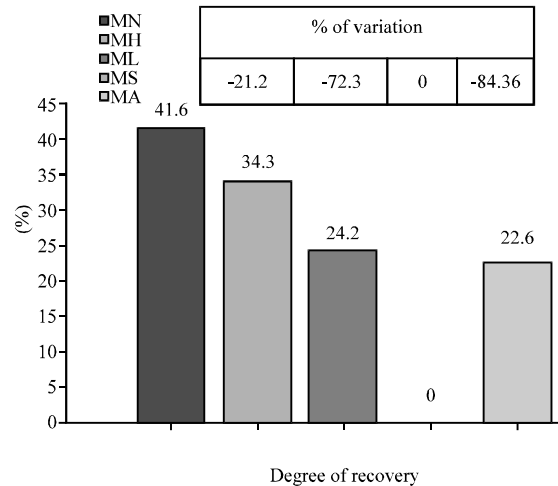 MN
MH
ML
MS
MA
% of variation
-21.2 -72.3 0 -84.36
45
40
35
30
25
20
15
10
5
0
(%)
41.6
34.3
24.2
0
22.6
Degree of recovery